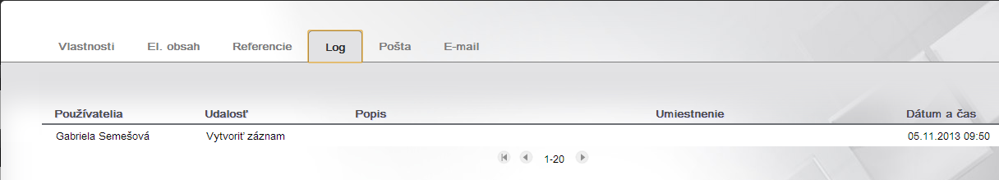 Vlastnosti El. obsah Referencie Log Pošta E-mail
Používatelia Udalosť Popis Umiestnenie Dátum a čas
Gabriela Semešová Vytvoriť záznam 05.11.2013 09:50
1-20